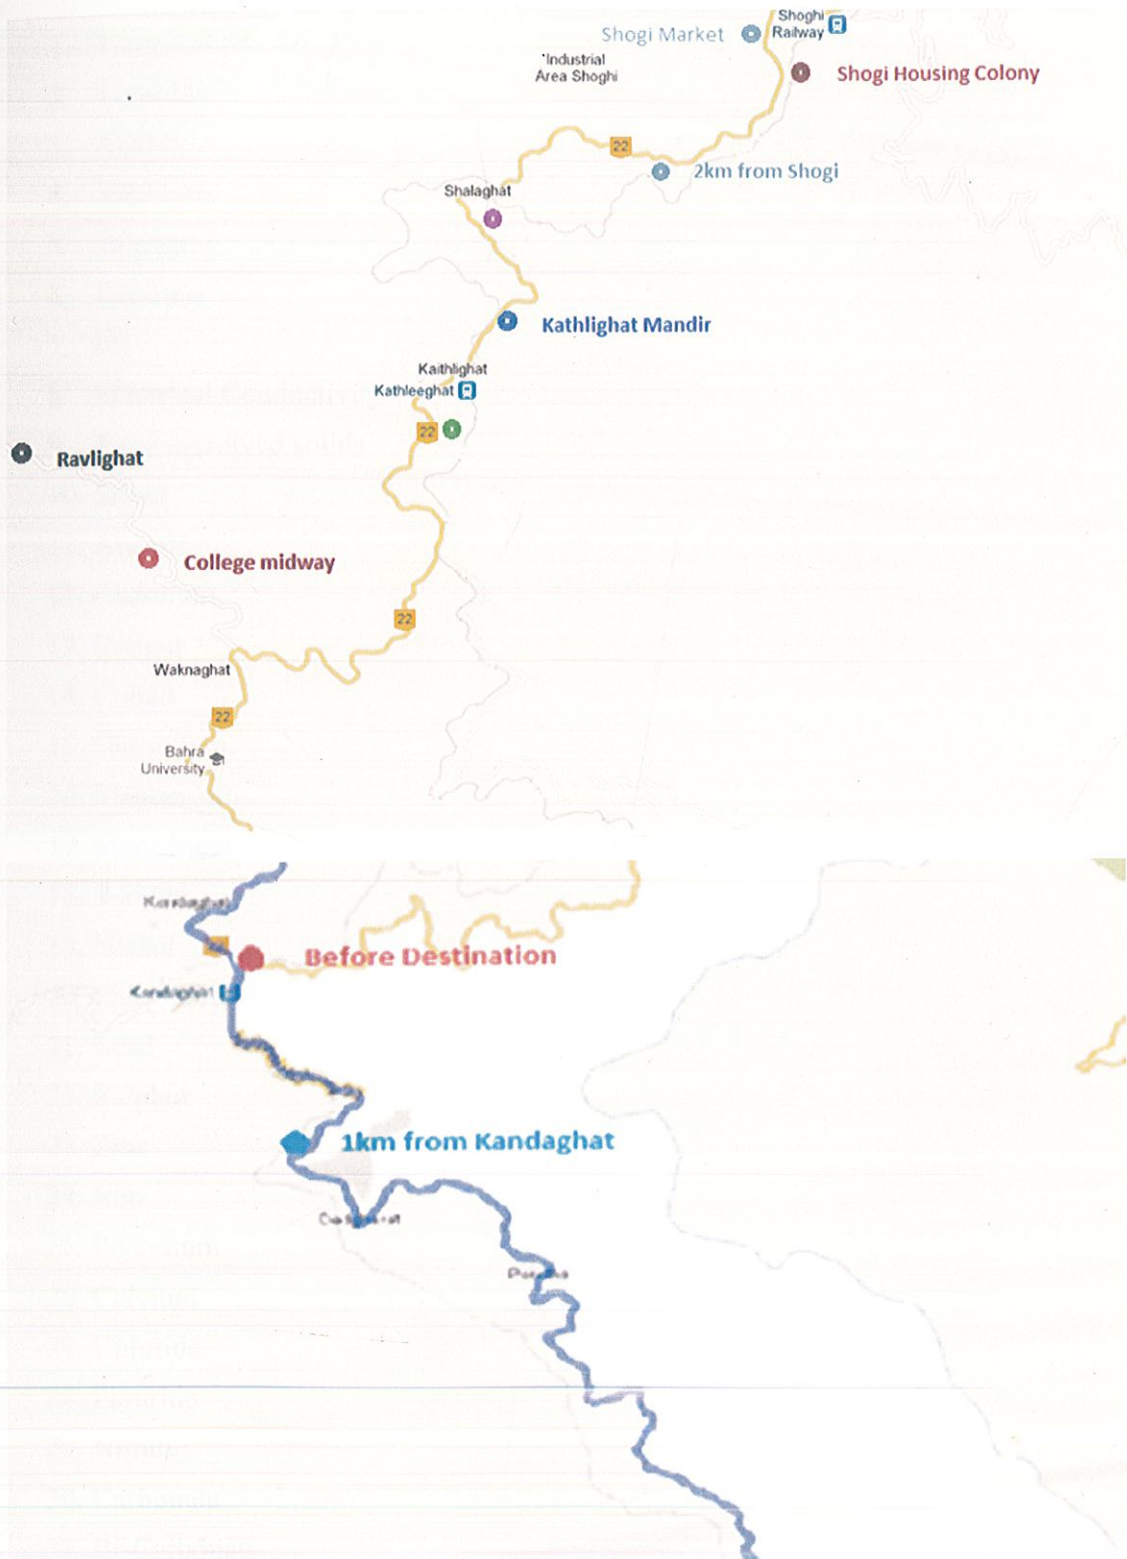 Shoghi
Railway
Shogi Market
Industrial
Area Shoghi
Shogi Housing Colony
22
2km from Shogi
Shalaghat
Kathlighat Mandir
Kaithlighat
Kathleeghat
22
Ravlighat
College midway
22
Waknaghat
22
Bahra
University
Before Destination
Kandaghat
1km from Kandaghat